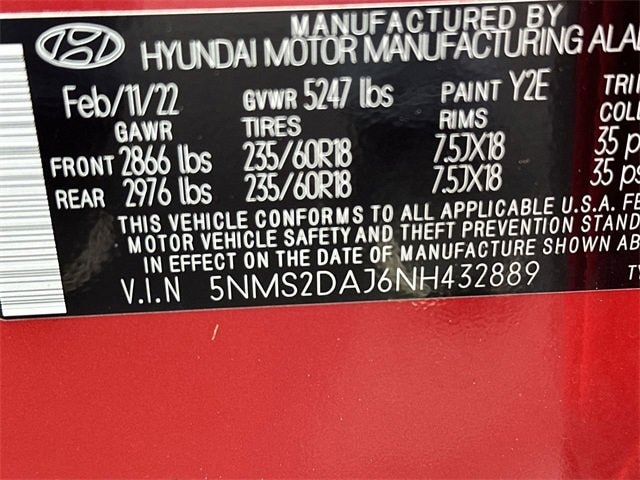 MANUFACTURED BY
HYUNDAI MOTOR MANUFACTURING
Feb/11/22 GVWR 5247 lbs PAINT Y2E
GAWR TIRES RIMS
FRONT 2866 lbs 235/60R18 7.5JX18 35
REAR 2976 lbs 235/60R18 7.5JX18 35
THIS VEHICLE CONFORMS TO ALL APPLICABLE U.S.A.
MOTOR VEHICLE SAFETY AND THEFT PREVENTION
IN EFFECT ON THE DATE OF MANUFACTURE SHOWN
V.I.N 5NMS2DAJ6NH432889